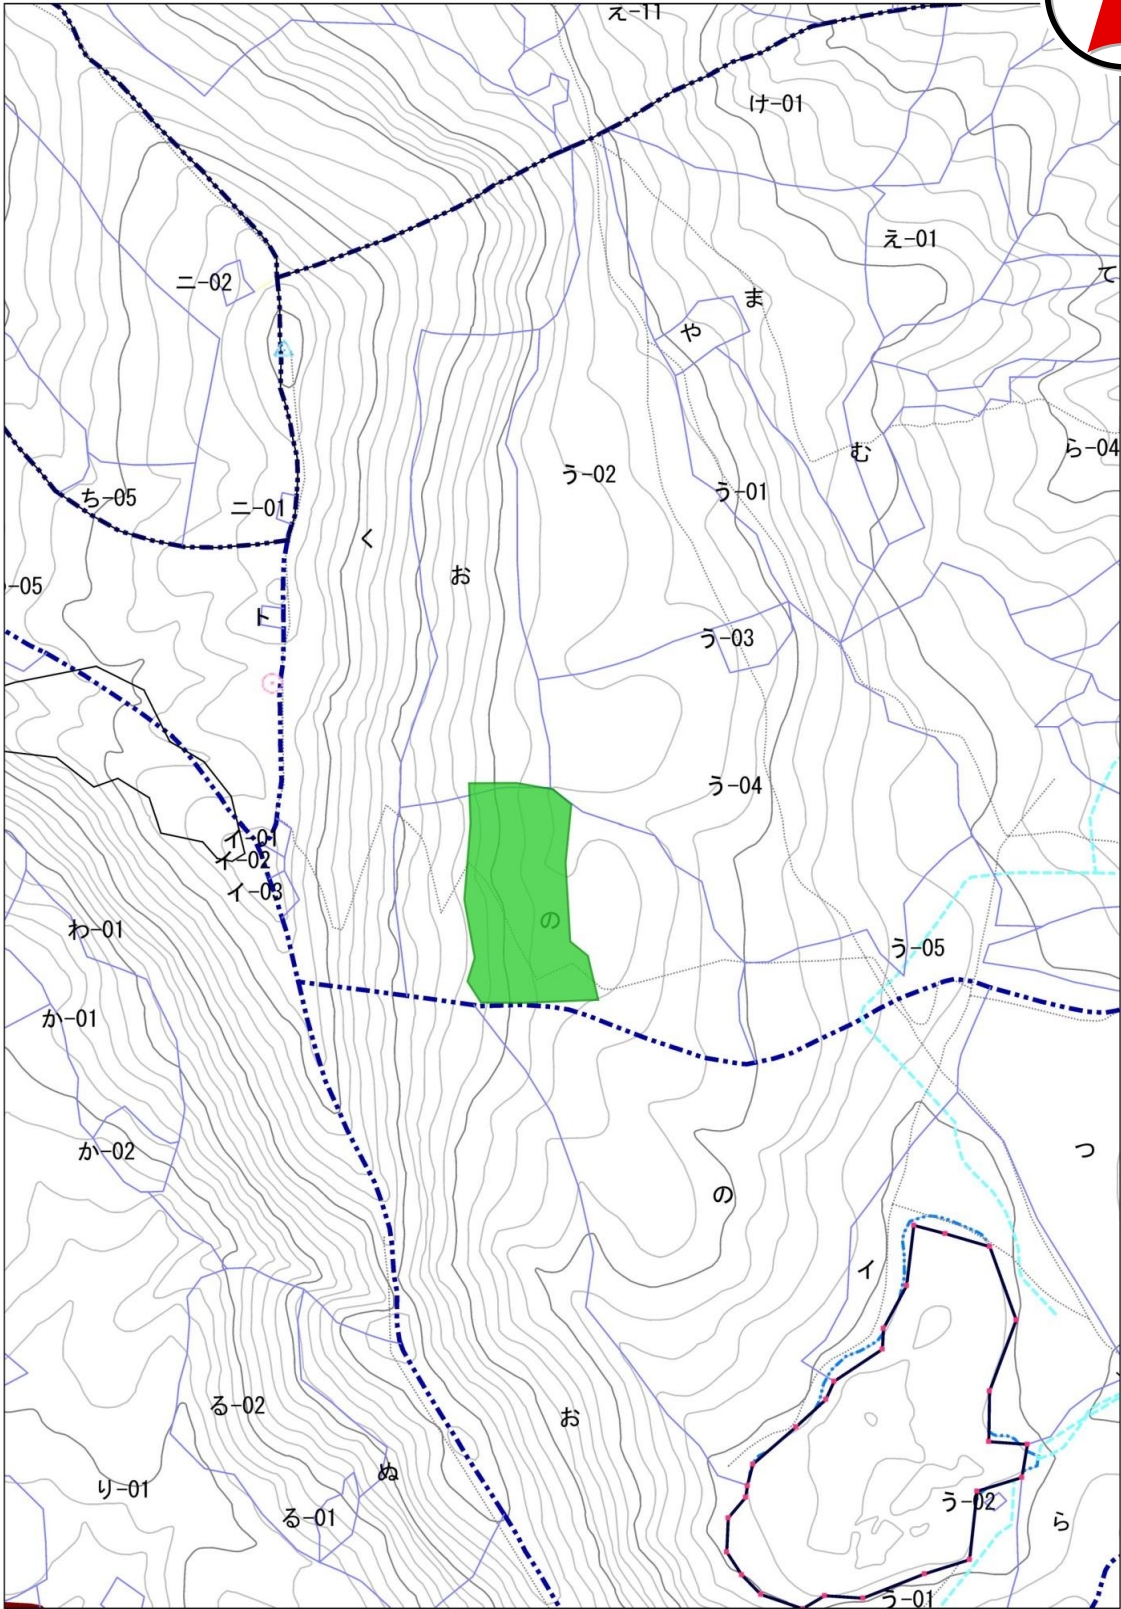 え-11
け-01
え-01
て
ニ-02
ま
や
む
ら-04
う-02
う-01
ち-05
ニ-01
く
お
-05
ト
う-03
う-04
イ-01
イ-02
イ-03
の
わ-01
う-05
か-01
か-02
つ
の
イ
る-02
お
ぬ
り-01
る-01
う-02
ら
う-01